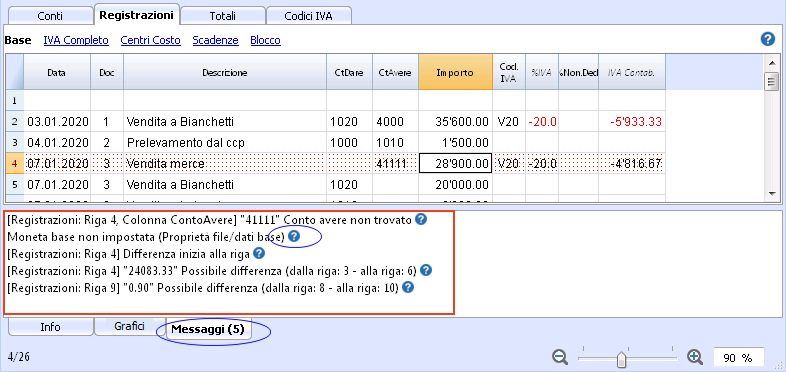 Conti Registrazioni Totali Codici IVA
Base IVA Completo Centri Costo Scadenze Blocco ?
Data Doc Descrizione CtDare CtAvere Importo Cod. IVA %IVA %Non.Ded. IVA Contab.
1
2 03.01.2020 1 Vendita a Bianchetti 1020 4000 35'600.00 V20 -20.0 -5'933.33
3 04.01.2020 2 Prelevamento dal ccp 1000 1010 1'500.00
4 07.01.2020 3 Vendita merce 41111 28'900.00 V20 -20.0 -4'816.67
5 07.01.2020 3 Vendita a Bianchetti 1020 20'000.00
[Registrazioni: Riga 4, Colonna ContoAvere] "41111" Conto avere non trovato ?
Moneta base non impostata (Proprietà file/dati base) ?
[Registrazioni: Riga 4] Differenza inizia alla riga ?
[Registrazioni: Riga 4] "24083.33" Possibile differenza (dalla riga: 3 - alla riga: 6) ?
[Registrazioni: Riga 9] "0.90" Possibile differenza (dalla riga: 8 - alla riga: 10) ?
Info Grafici Messaggi (5)
4/26 90 %